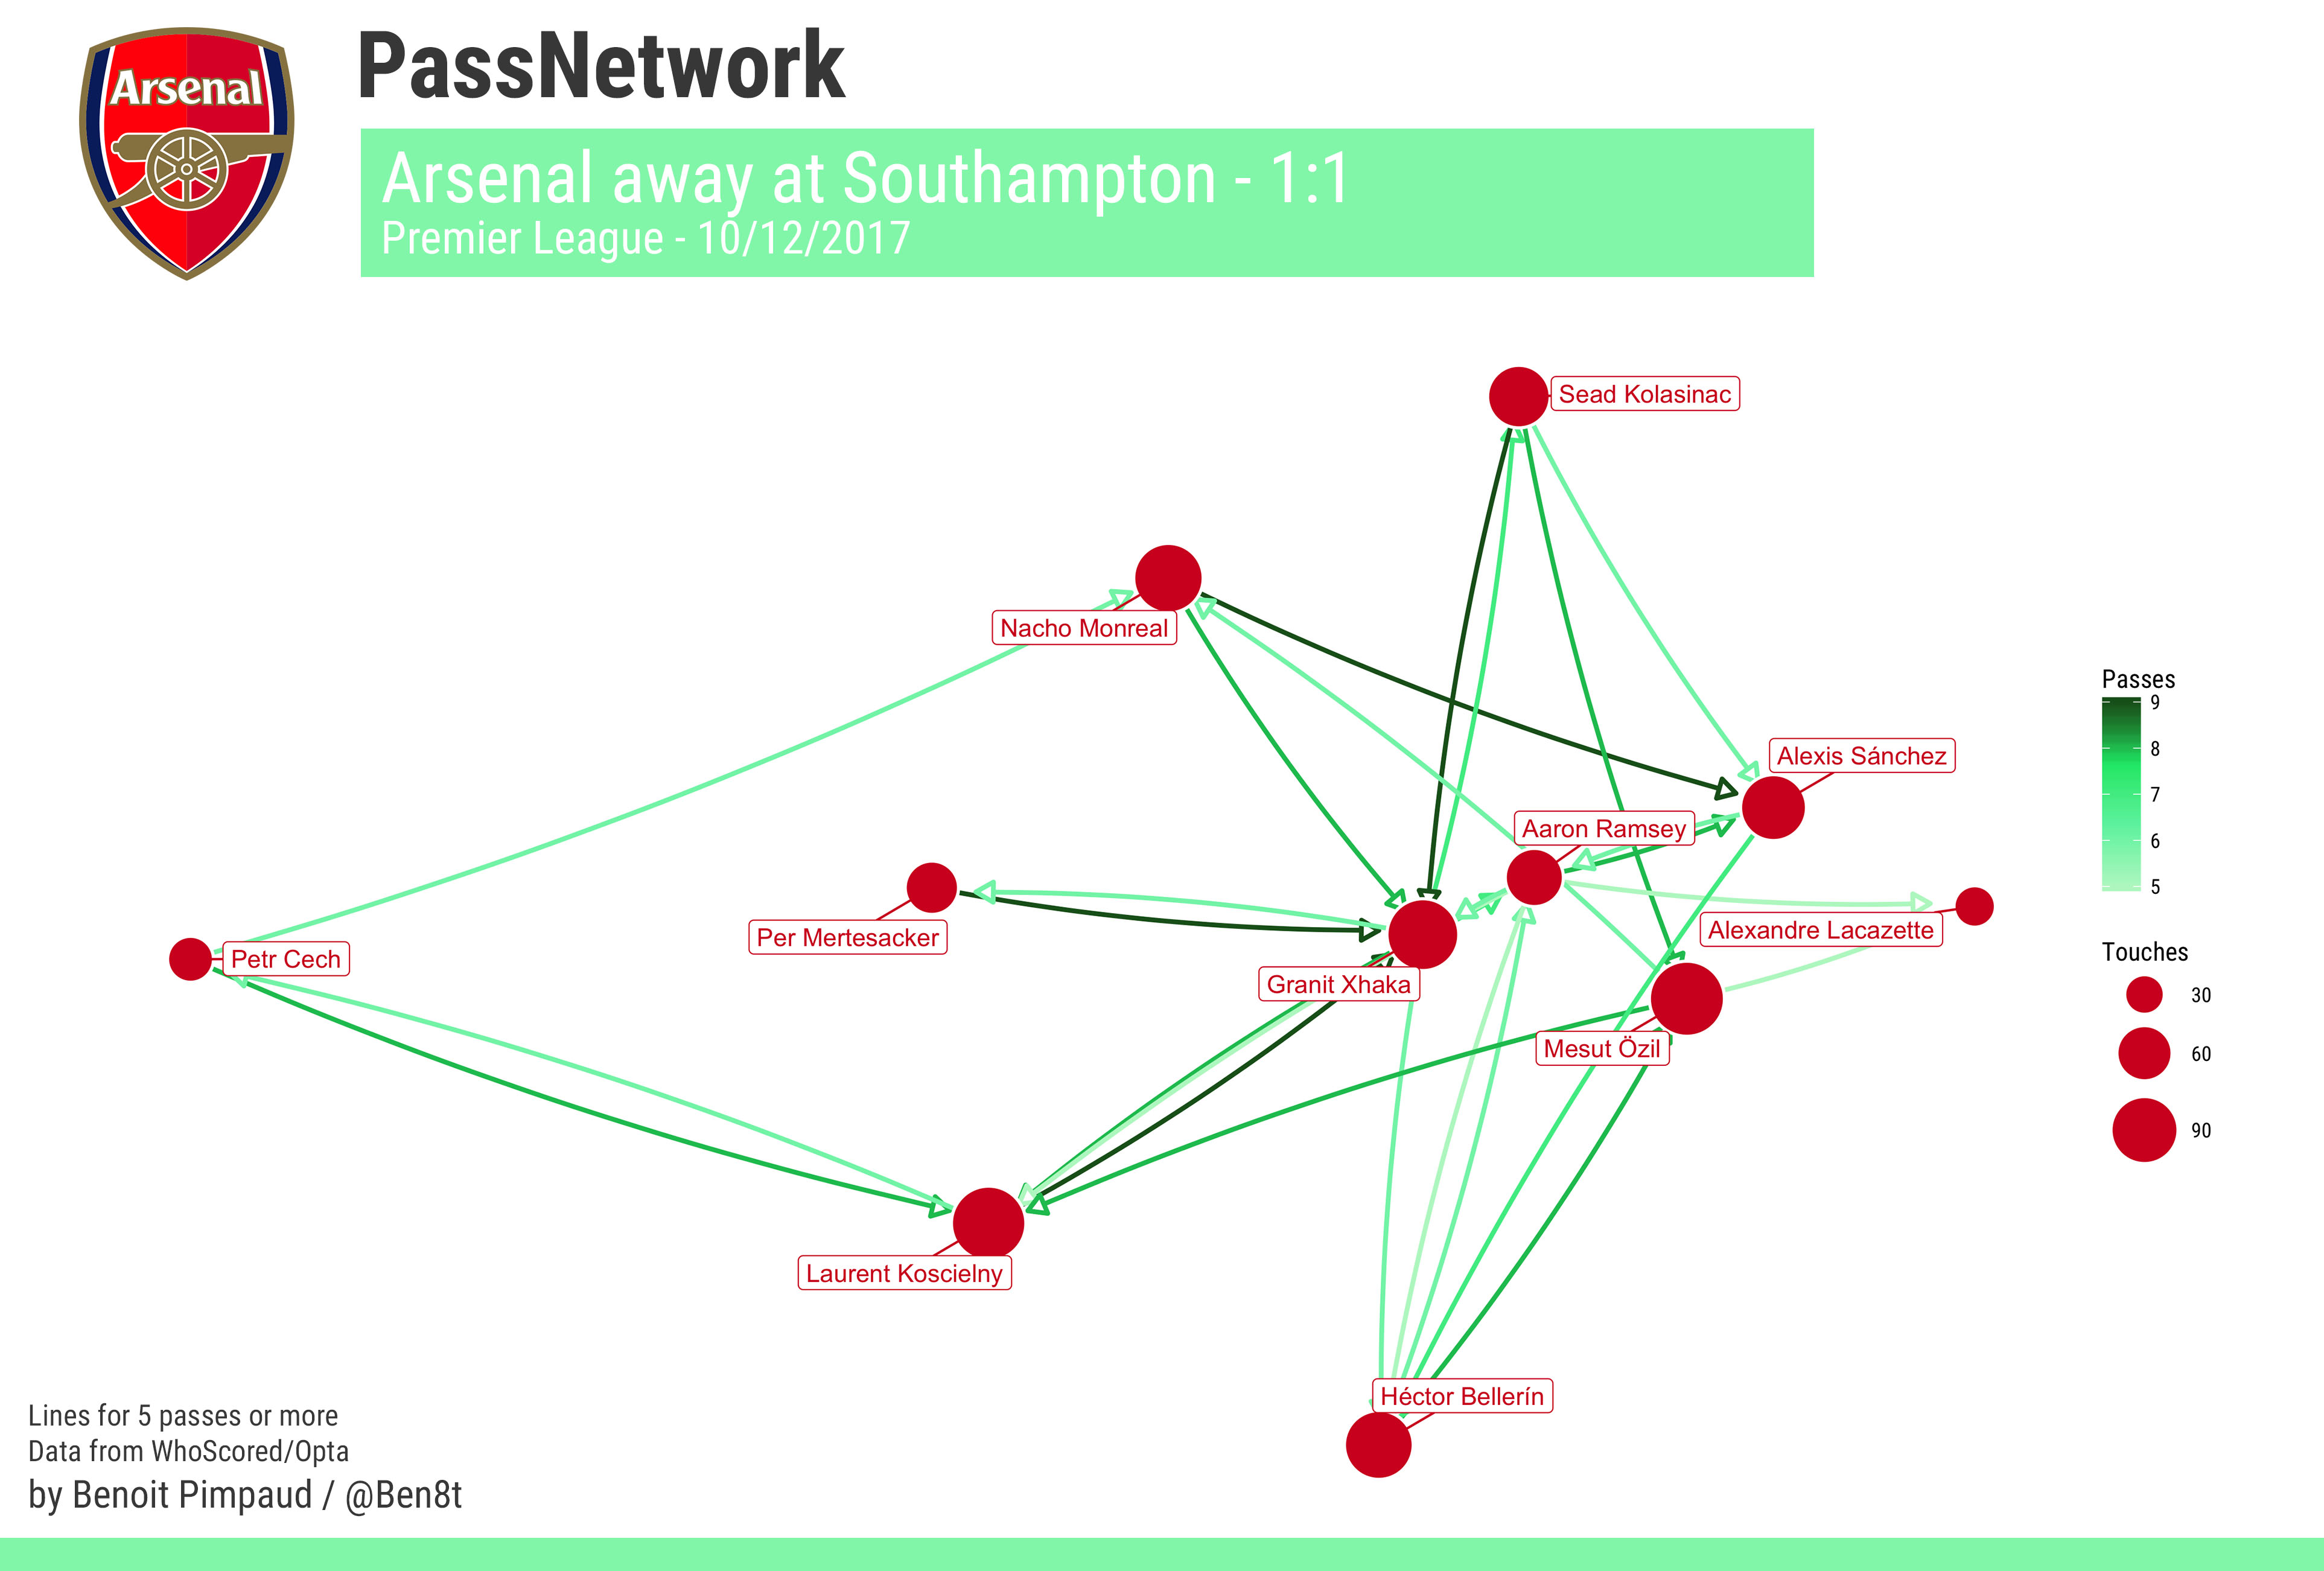 Arsenal
PassNetwork
Arsenal away at Southampton - 1:1
Premier League - 10/12/2017
Sead Kolasinac
Nacho Monreal
Alexis Sánchez
Aaron Ramsey
Alexandre Lacazette
Per Mertesacker
Petr Cech
Granit Xhaka
Mesut Özil
Laurent Koscielny
Héctor Bellerín
Passes
9
8
7
6
5
Touches
30
60
90
Lines for 5 passes or more
Data from WhoScored/Opta
by Benoit Pimpaud / @Ben8t